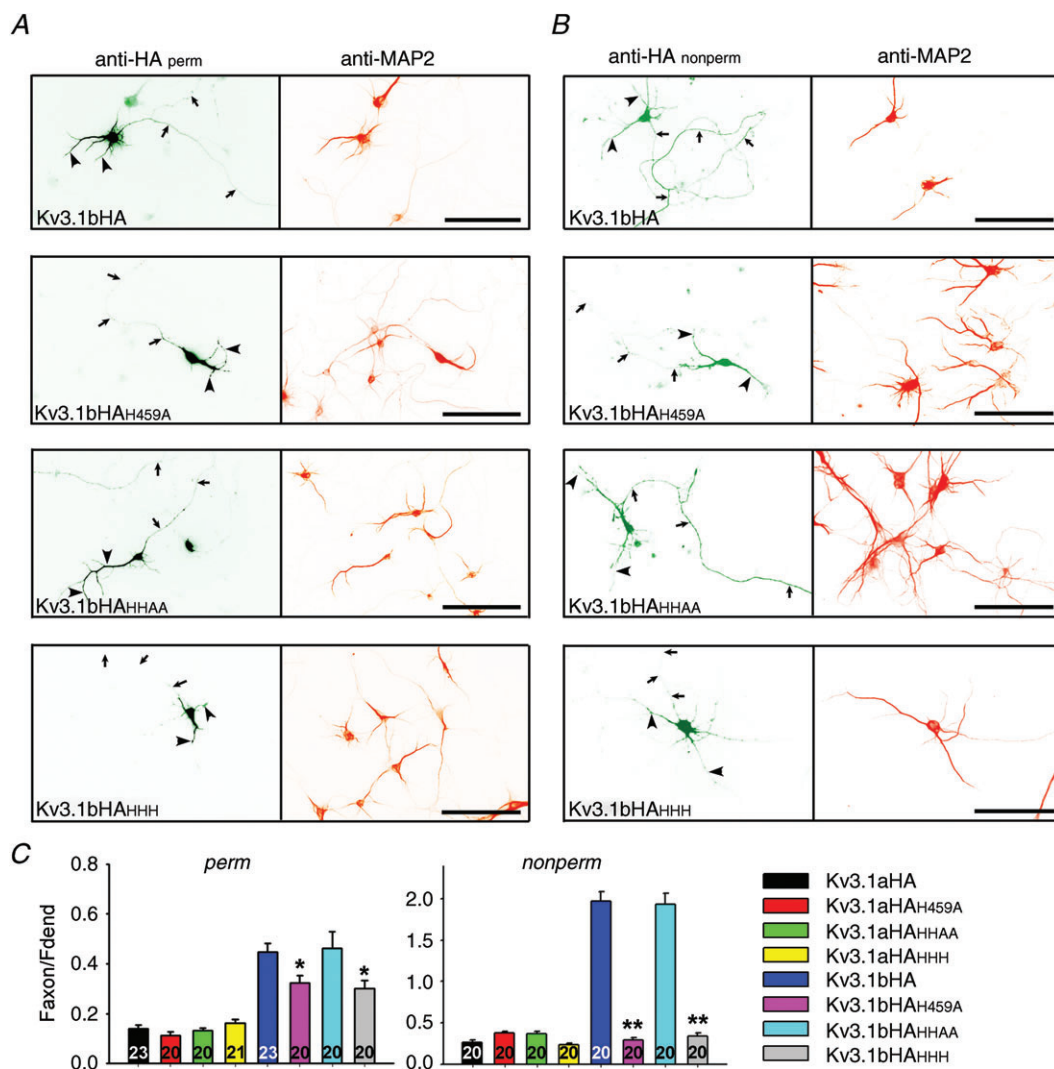 A
B
anti-HA perm
anti-MAP2
anti-HA nonperm
anti-MAP2
Kv3.1bHA
Kv3.1bHA
Kv3.1bHAH459A
Kv3.1bHAH459A
Kv3.1bHAHHAA
Kv3.1bHAHHAA
Kv3.1bHAHHH
Kv3.1bHAHHH
C
perm
nonperm
Faxon/Fdend
0.8
0.6
0.4
0.2
0.0
* *
23 20 20 21 23 20 20 20
2.0
1.5
1.0
0.5
0.0
** **
20 20 20 20 20 20 20 20
Kv3.1aHA
Kv3.1aHAH459A
Kv3.1aHAHHAA
Kv3.1aHAHHH
Kv3.1bHA
Kv3.1bHAH459A
Kv3.1bHAHHAA
Kv3.1bHAHHH